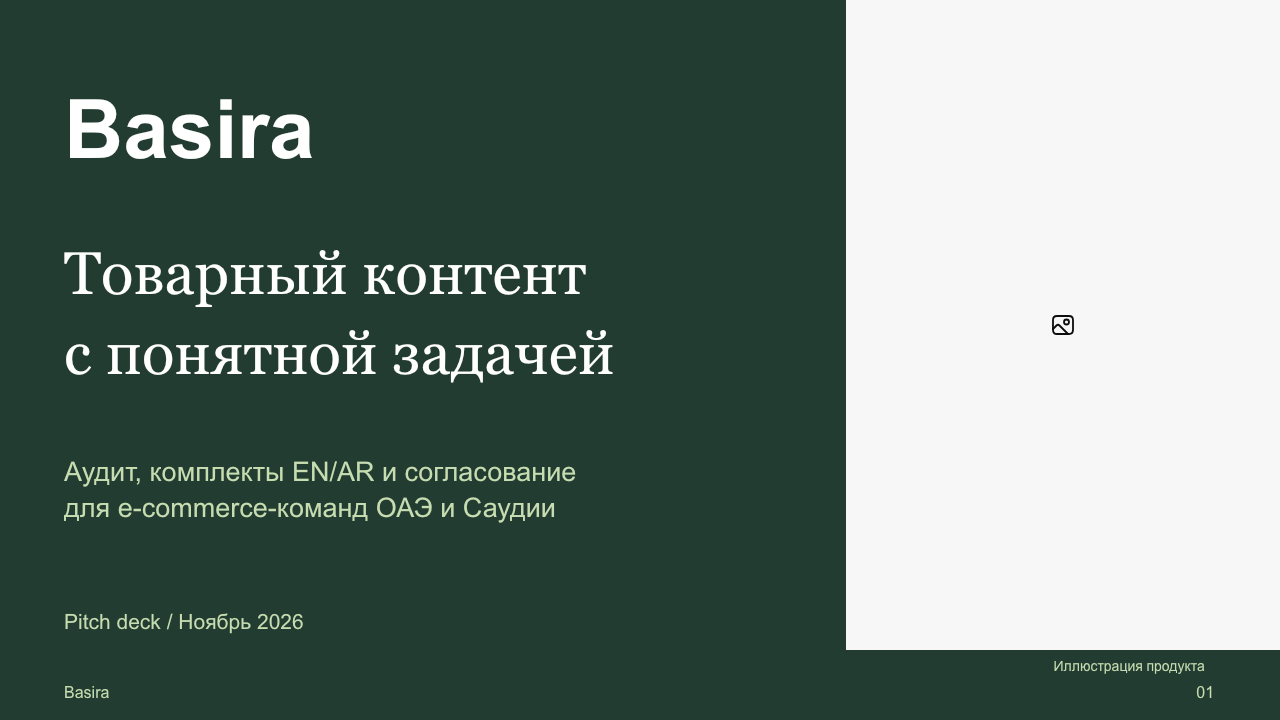 Basira
Товарный контент
с понятной задачей
Аудит, комплекты EN/AR и согласование
для e-commerce-команд ОАЭ и Саудии
Pitch deck / Ноябрь 2026
Иллюстрация продукта
Basira
01